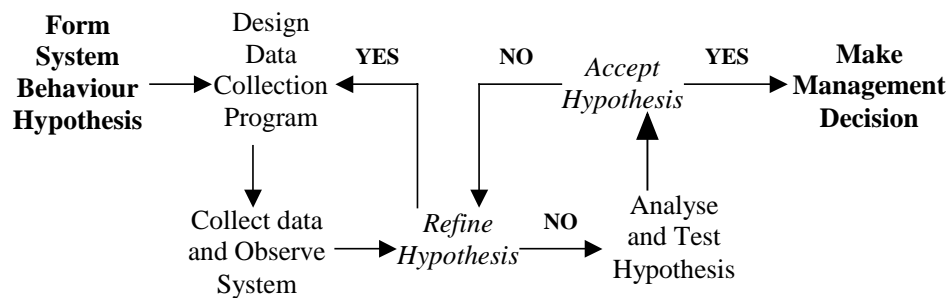 Form
System
Behaviour
Hypothesis
Design
Data
Collection
Program
YES
NO
Accept
Hypothesis
YES
Make
Management
Decision
Collect data
and Observe
System
Refine
Hypothesis
NO
Analyse
and Test
Hypothesis